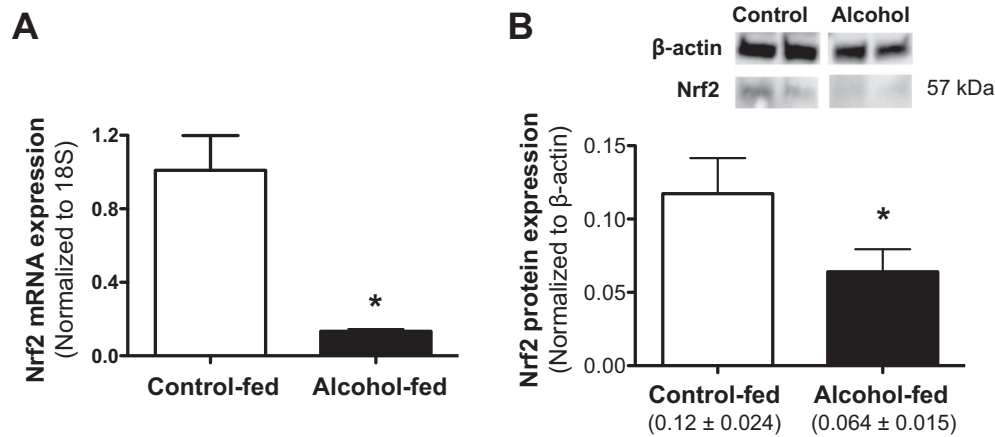 A
Nrf2 mRNA expression
(Normalized to 18S)
1.2
0.8
0.4
0.0
*
Control-fed
Alcohol-fed
B
Control
Alcohol
β-actin
Nrf2
57 kDa
Nrf2 protein expression
(Normalized to β-actin)
0.15
0.10
0.05
0.00
*
Control-fed
(0.12 ± 0.024)
Alcohol-fed
(0.064 ± 0.015)